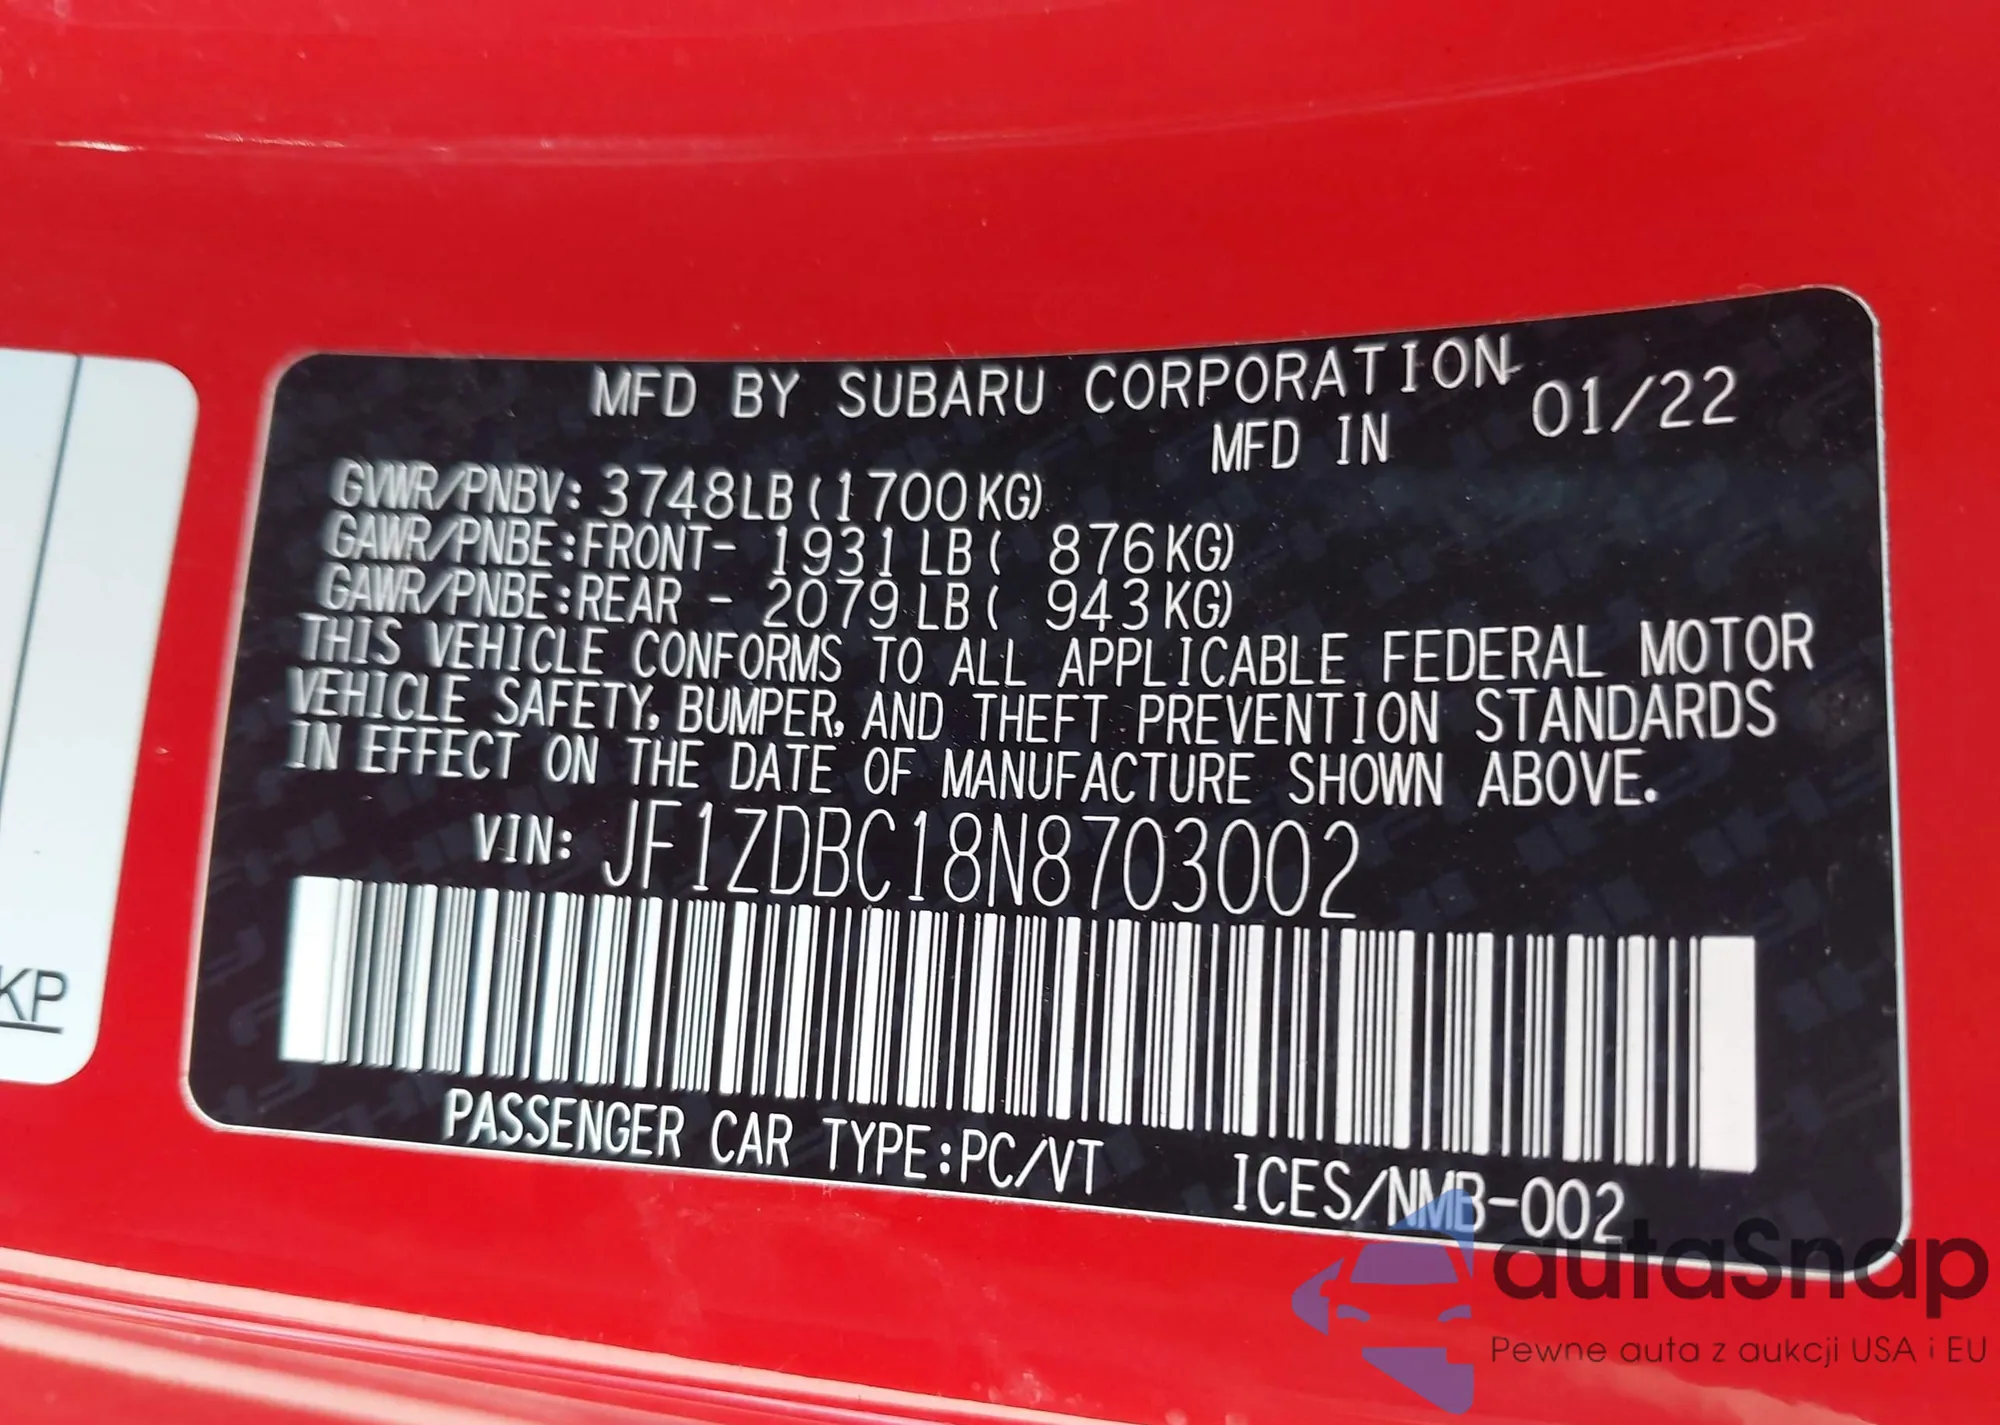 MFD BY SUBARU CORPORATION
MFD IN 01/22
GVWR/PNBV: 3748LB(1700KG)
GAWR/PNBE:FRONT- 1931LB( 876KG)
GAWR/PNBE:REAR - 2079LB( 943KG)
THIS VEHICLE CONFORMS TO ALL APPLICABLE FEDERAL MOTOR
VEHICLE SAFETY, BUMPER, AND THEFT PREVENTION STANDARDS
IN EFFECT ON THE DATE OF MANUFACTURE SHOWN ABOVE.
VIN: JF1ZDBC18N8703002
PASSENGER CAR TYPE:PC/VT ICES/NMB-002
KP
autaSnap
Pewne auta z aukcji USA i EU